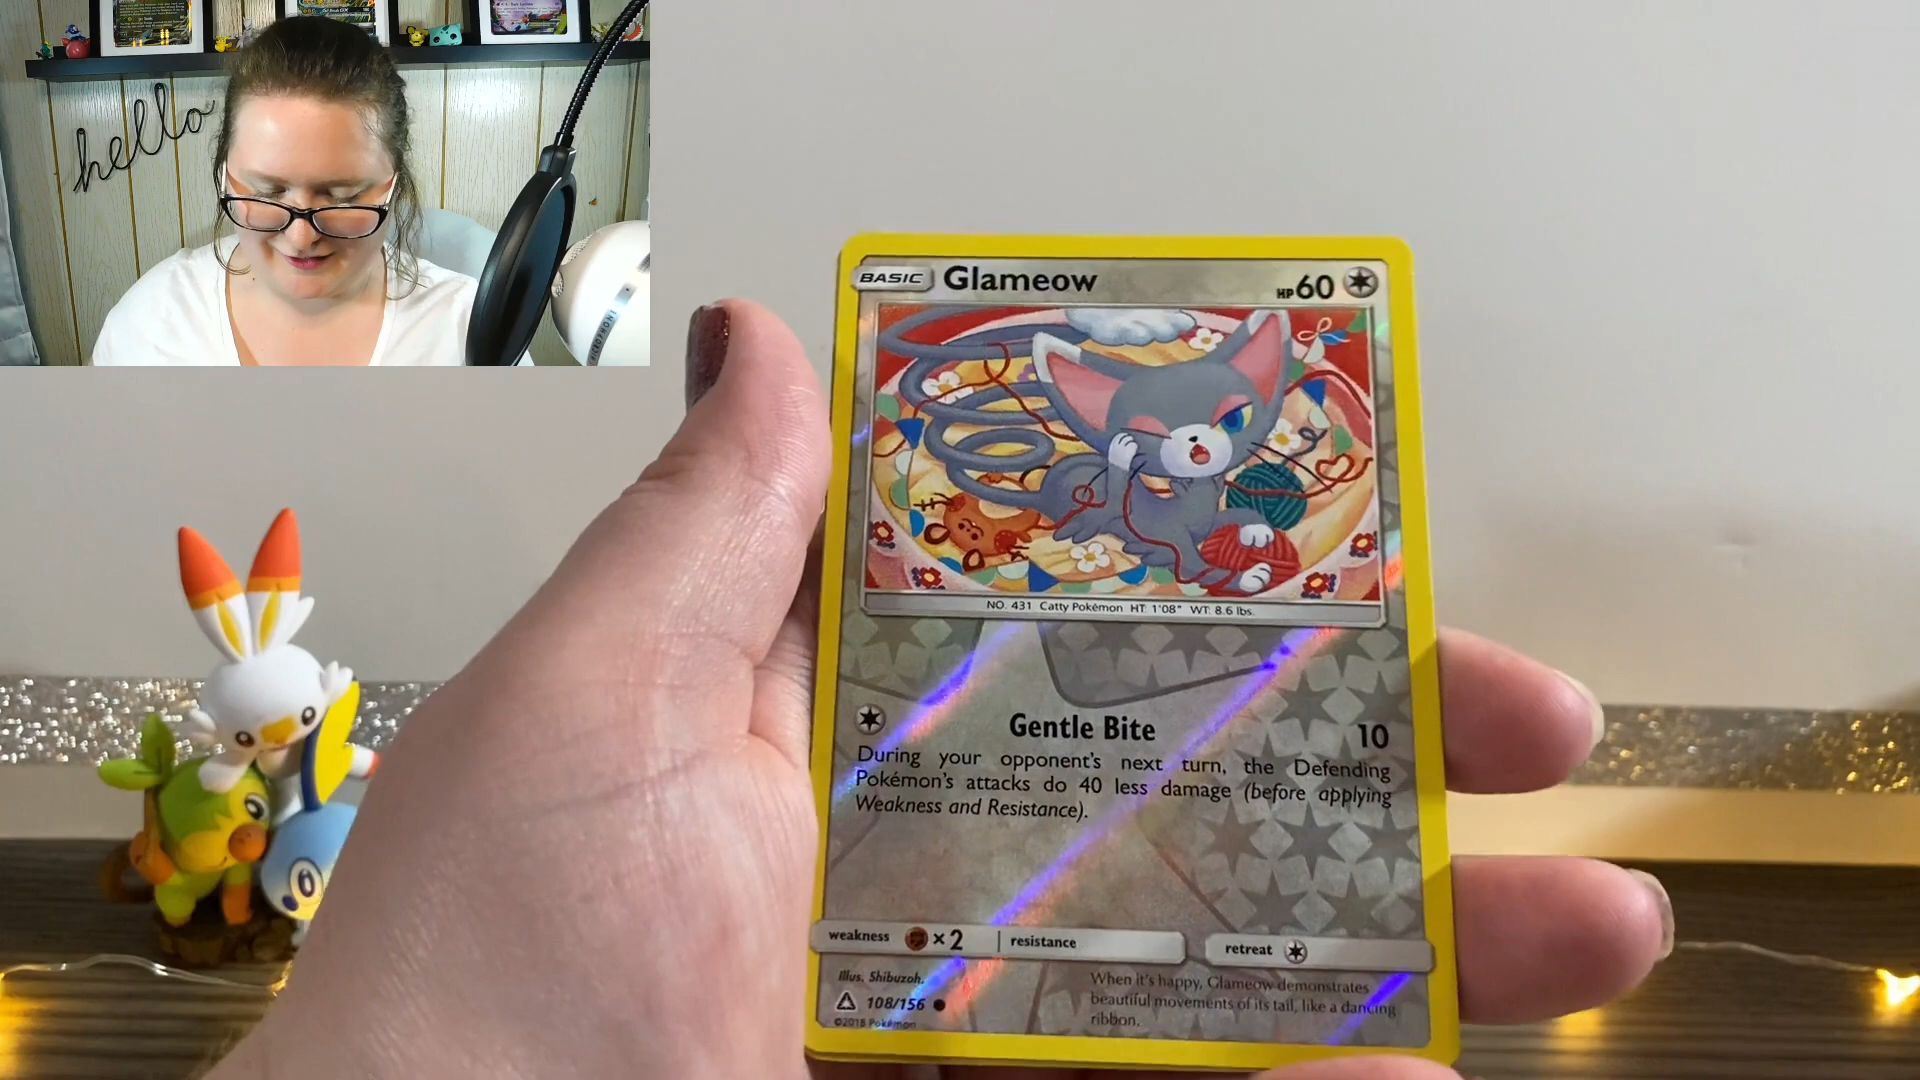 hello
MICROPHONE
BASIC Glameow HP60
NO. 431 Catty Pokémon HT: 1'08" WT: 8.6 lbs.
Gentle Bite 10
During your opponent's next turn, the Defending
Pokémon's attacks do 40 less damage (before applying
Weakness and Resistance).
weakness ×2 resistance retreat
Illus. Shibuzoh.
108/156
©2018 Pokémon
When it's happy, Glameow demonstrates
beautiful movements of its tail, like a dancing
ribbon.